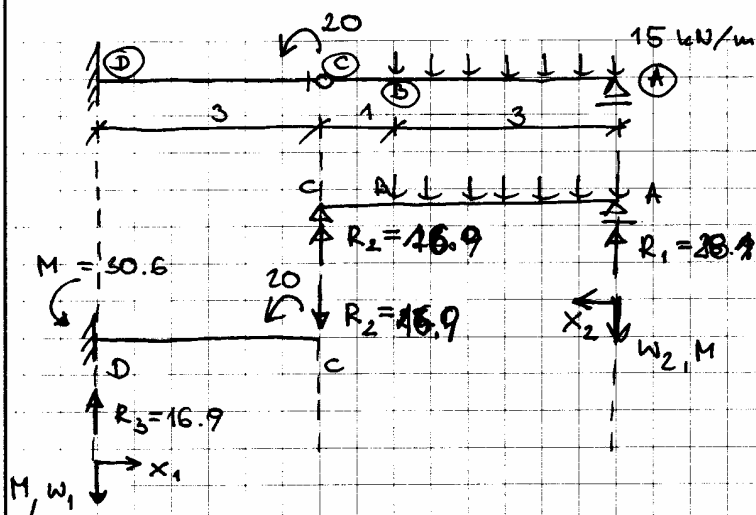 20
15 kN/m
D C B A
3 1 3
C B A
R₂=16.9 R₁=28.1
M = 30.6
20
R₂=16.9
X₂
W₂, M
D C
R₃=16.9
X₁
M, W₁